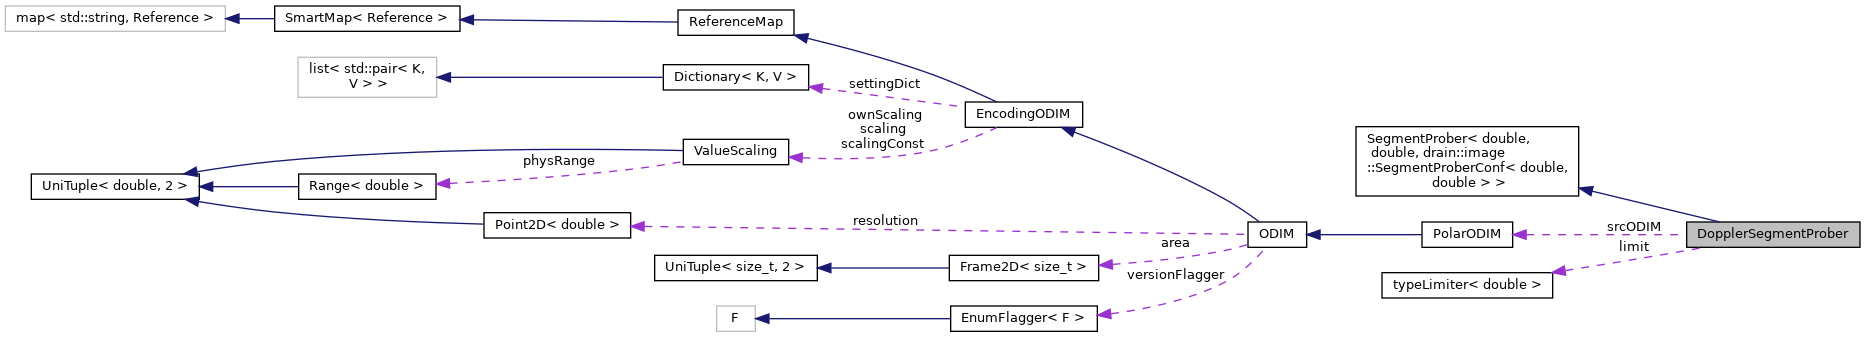 map< std::string, Reference >
SmartMap< Reference >
ReferenceMap
list< std::pair< K,
V > >
Dictionary< K, V >
settingDict
EncodingODIM
ownScaling
scaling
scalingConst
ValueScaling
physRange
UniTuple< double, 2 >
Range< double >
Point2D< double >
resolution
ODIM
area
UniTuple< size_t, 2 >
Frame2D< size_t >
versionFlagger
F
EnumFlagger< F >
SegmentProber< double,
double, drain::image
::SegmentProberConf< double,
double > >
PolarODIM
srcODIM
DopplerSegmentProber
limit
typeLimiter< double >